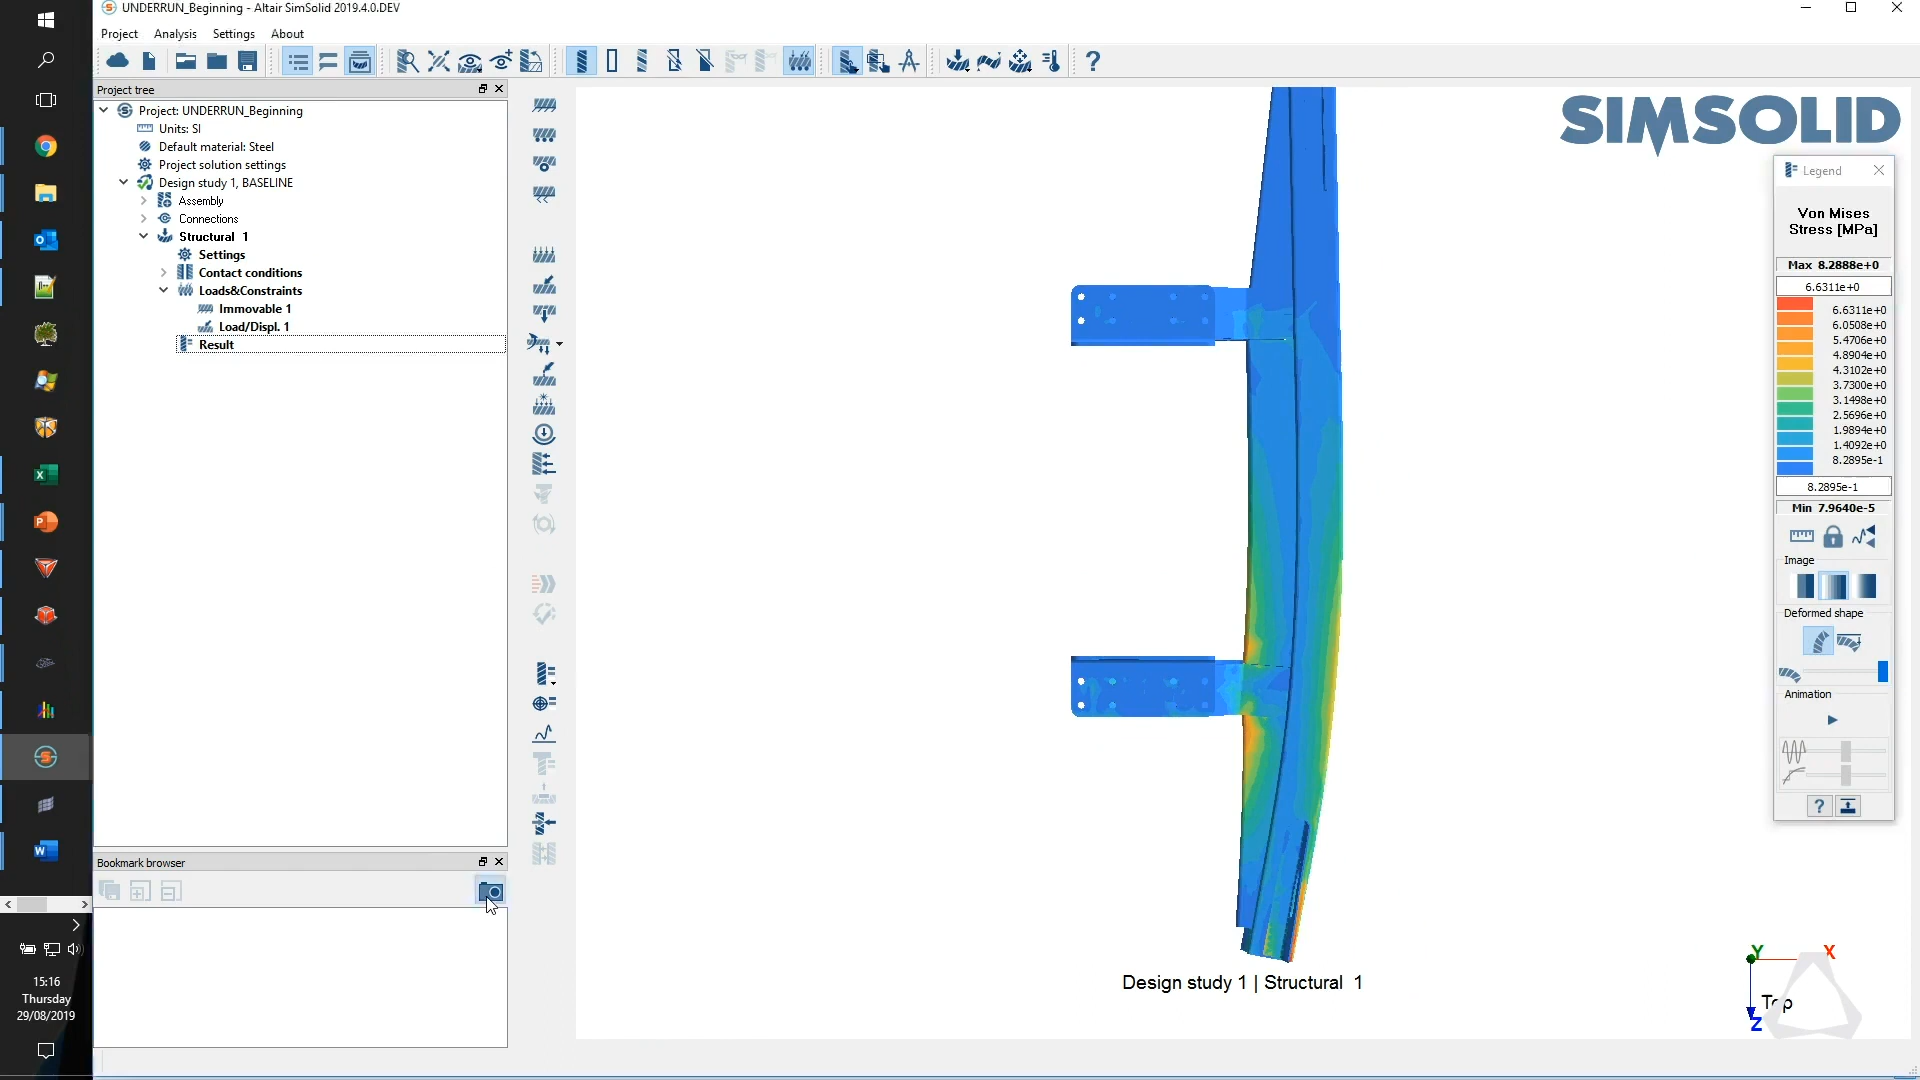 UNDERRUN_Beginning - Altair SimSolid 2019.4.0.DEV
Project Analysis Settings About
Project tree
Project: UNDERRUN_Beginning
Units: SI
Default material: Steel
Project solution settings
Design study 1, BASELINE
Assembly
Connections
Structural 1
Settings
Contact conditions
Loads&Constraints
Immovable 1
Load/Displ. 1
Result
Bookmark browser
SIMSOLID
Legend
Von Mises
Stress [MPa]
Max 8.2888e+0
6.6311e+0
6.6311e+0
6.0508e+0
5.4706e+0
4.8904e+0
4.3102e+0
3.7300e+0
3.1498e+0
2.5696e+0
1.9894e+0
1.4092e+0
8.2895e-1
8.2895e-1
Min 7.9640e-5
Image
Deformed shape
Animation
Design study 1 | Structural 1
Y
X
Top
Z
15:16
Thursday
29/08/2019